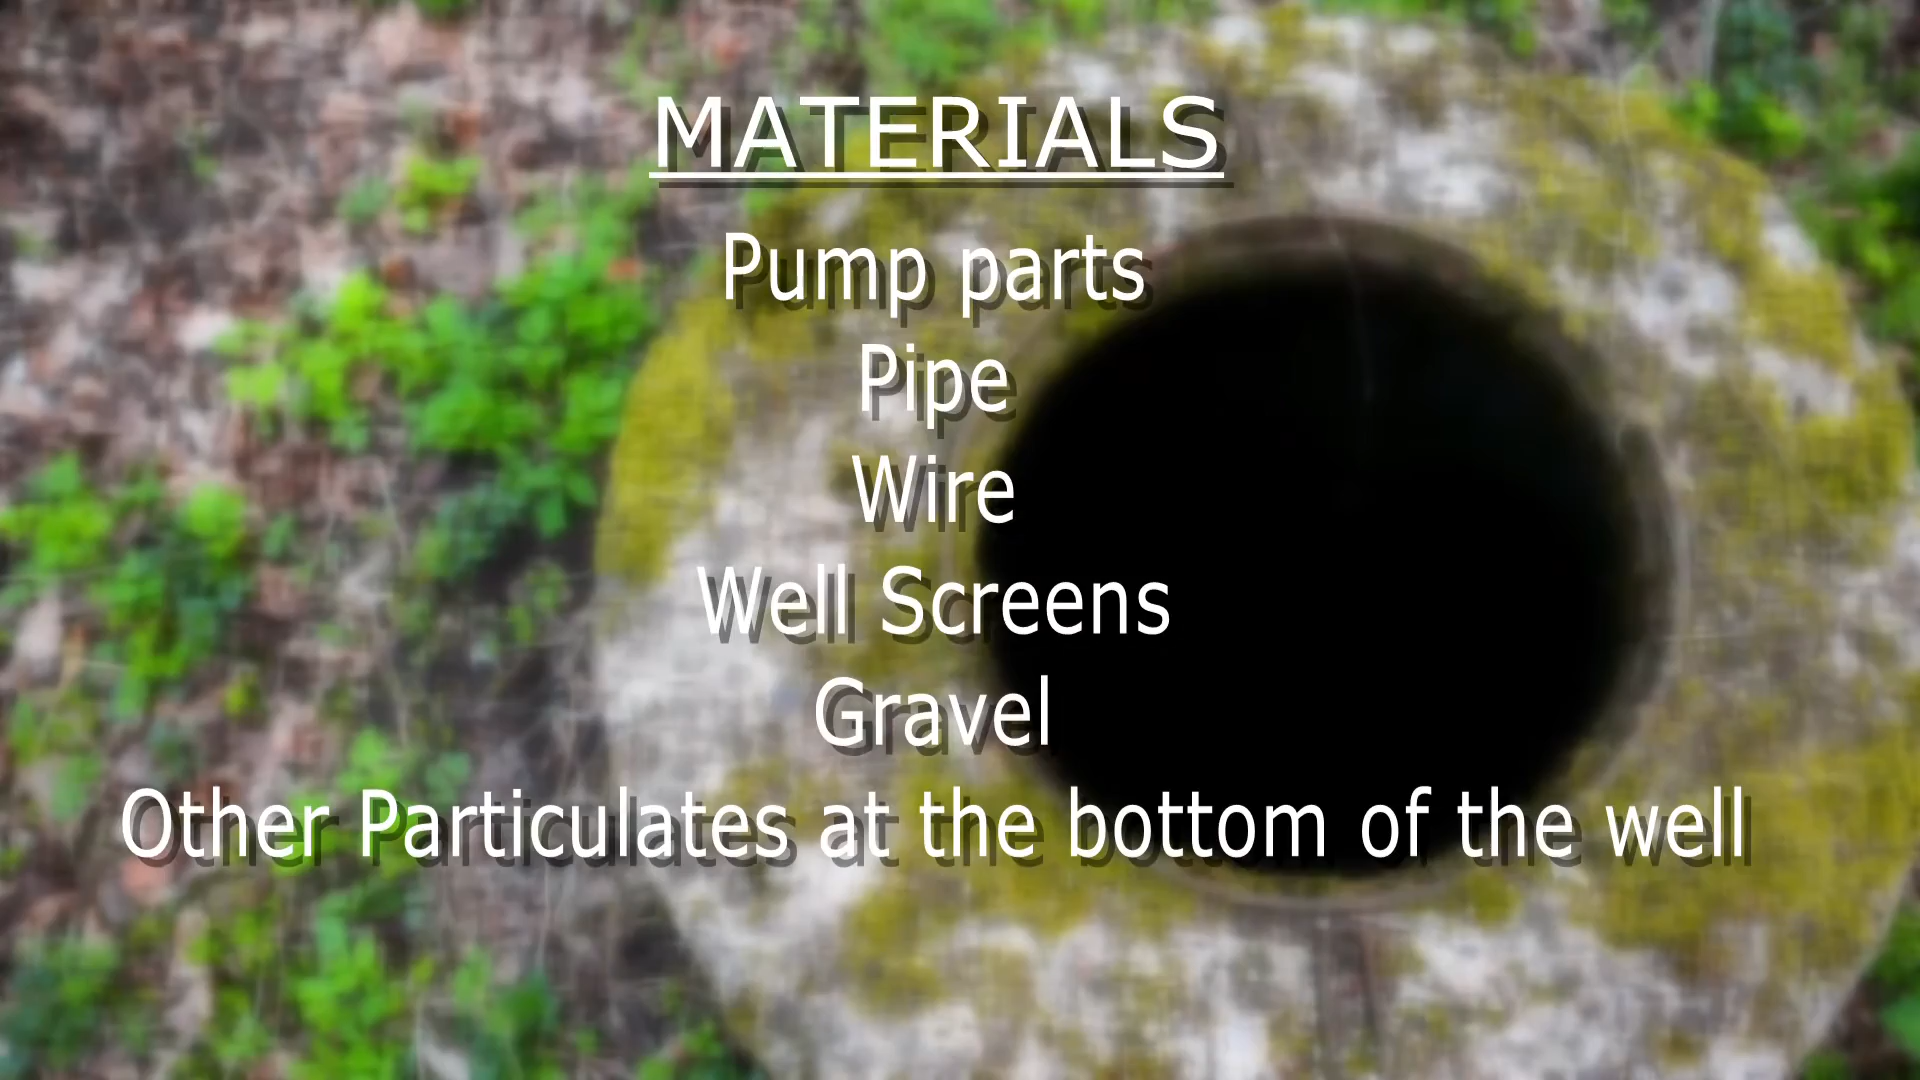 MATERIALS
Pump parts
Pipe
Wire
Well Screens
Gravel
Other Particulates at the bottom of the well